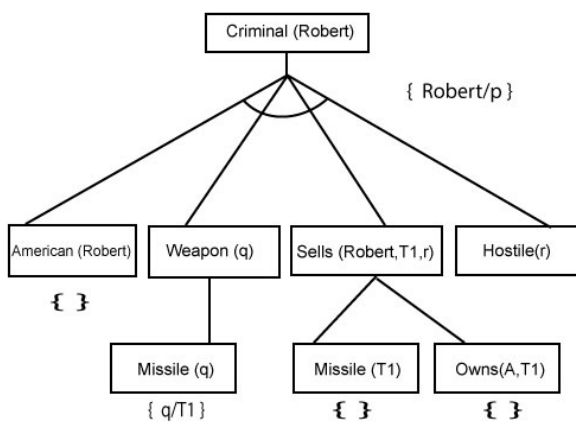 Criminal (Robert)
{ Robert/p }
American (Robert)
Weapon (q)
Sells (Robert,T1,r)
Hostile(r)
{ }
Missile (q)
Missile (T1)
Owns(A,T1)
{ q/T1 }
{ }
{ }